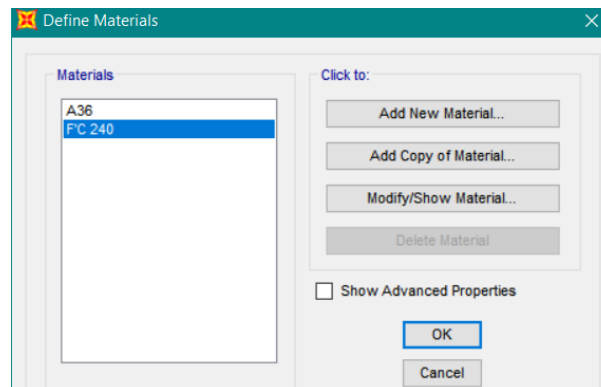 Define Materials
Materials
A36
F'C 240
Click to:
Add New Material...
Add Copy of Material...
Modify/Show Material...
Delete Material
Show Advanced Properties
OK
Cancel